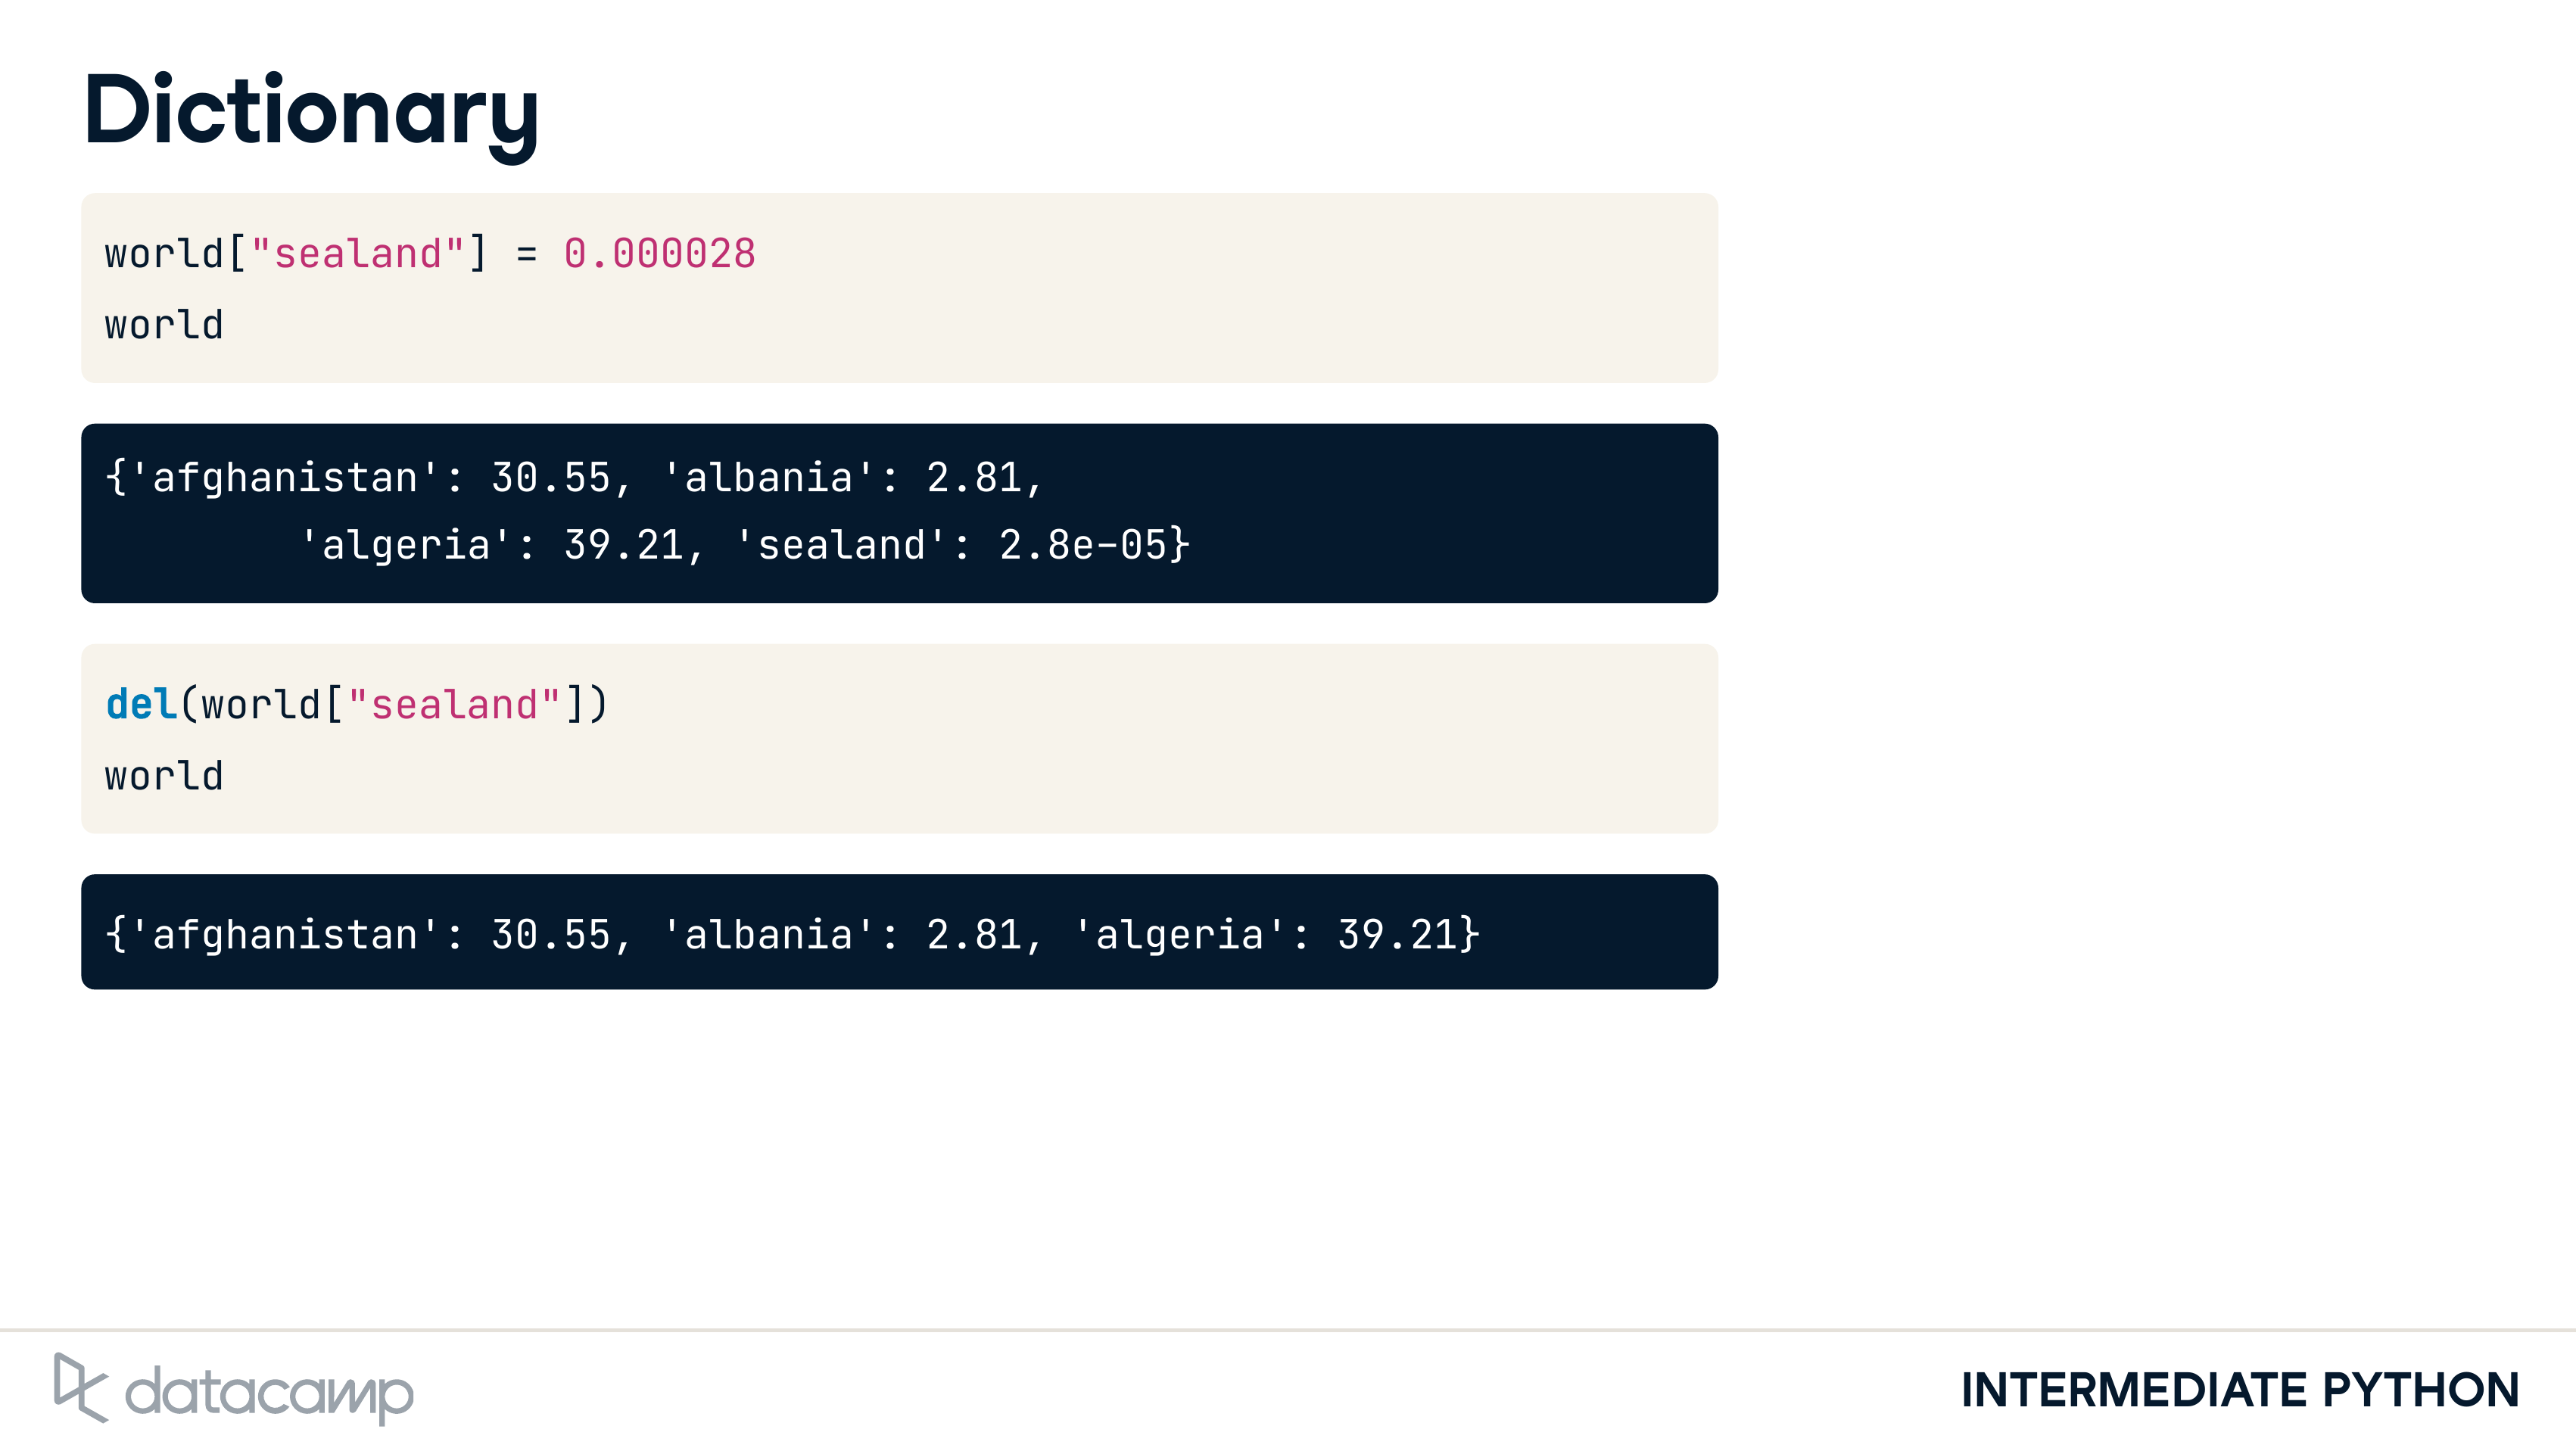 Dictionary
world["sealand"] = 0.000028
world
{'afghanistan': 30.55, 'albania': 2.81,
'algeria': 39.21, 'sealand': 2.8e-05}
del(world["sealand"])
world
{'afghanistan': 30.55, 'albania': 2.81, 'algeria': 39.21}
datacamp
INTERMEDIATE PYTHON